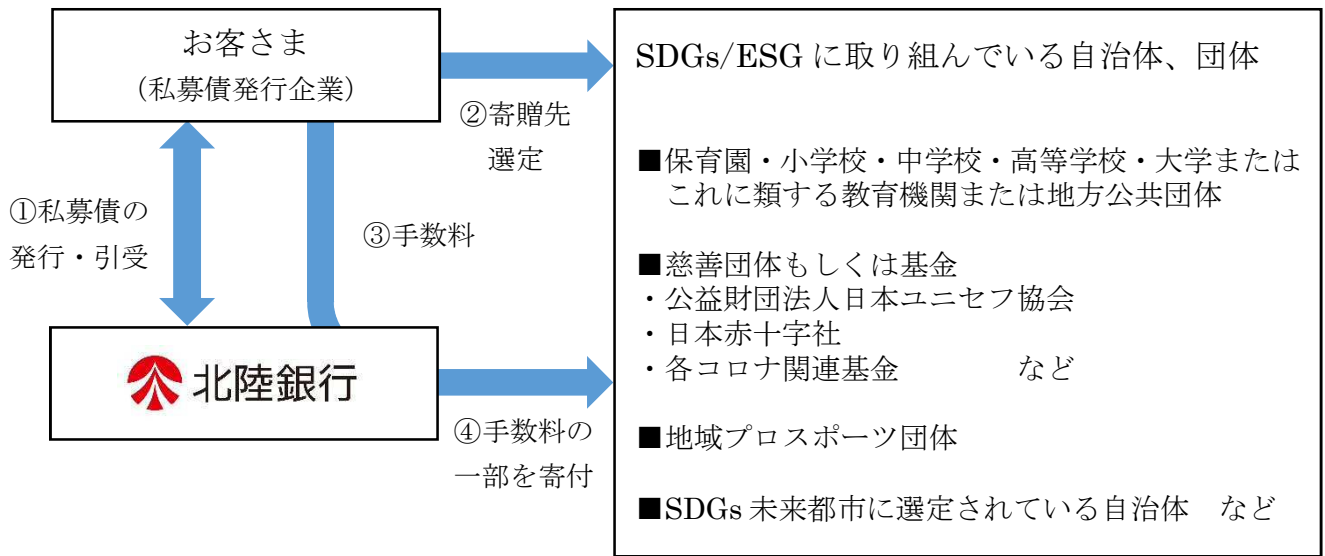 お客さま
(私募債発行企業)
①私募債の
発行・引受
②寄贈先
選定
③手数料
北陸銀行
④手数料の
一部を寄付
SDGs/ESG に取り組んでいる自治体、団体
■保育園・小学校・中学校・高等学校・大学または
これに類する教育機関または地方公共団体
■慈善団体もしくは基金
・公益財団法人日本ユニセフ協会
・日本赤十字社
・各コロナ関連基金　　　など
■地域プロスポーツ団体
■SDGs 未来都市に選定されている自治体　など